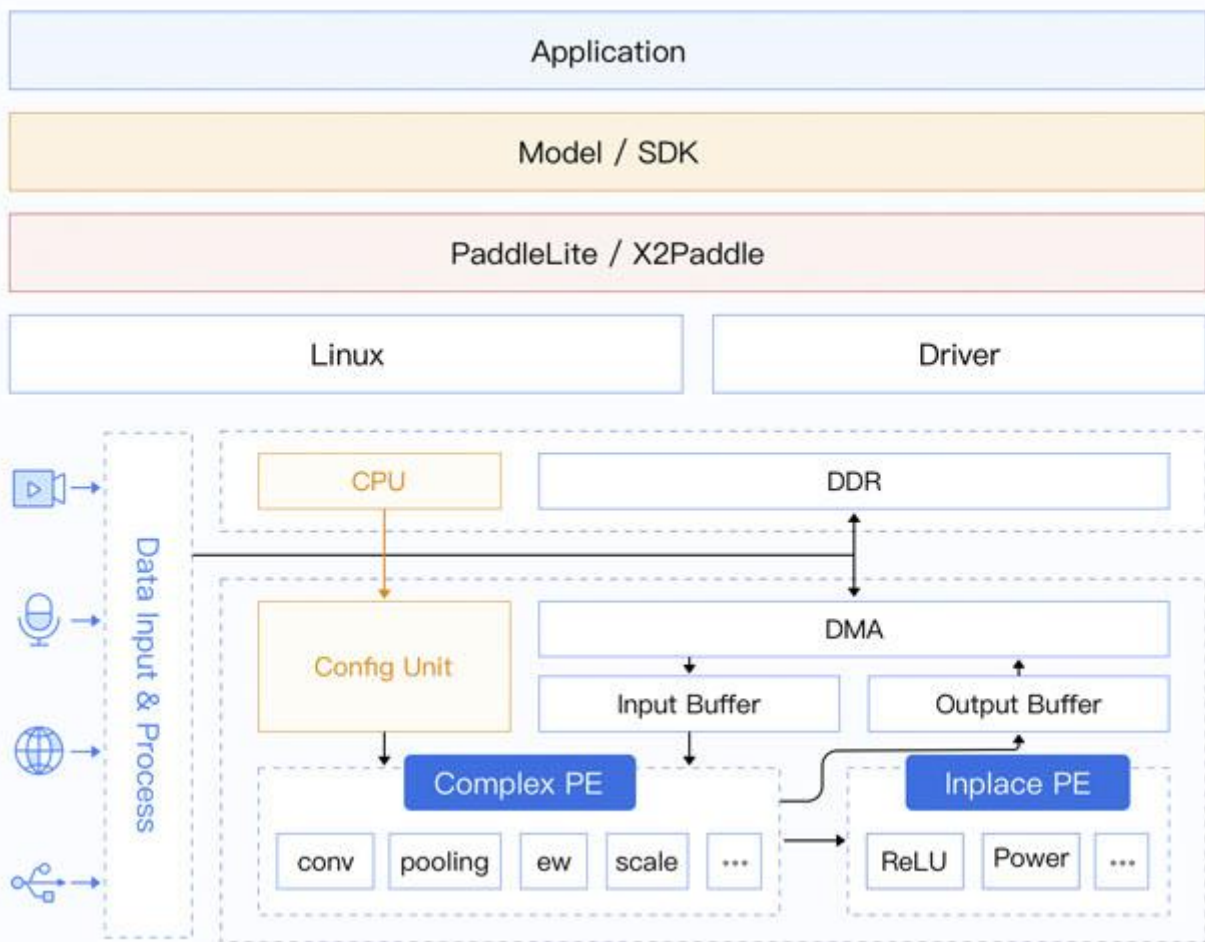 Application
Model / SDK
PaddleLite / X2Paddle
Linux
Driver
CPU
DDR
Data Input & Process
Config Unit
DMA
Input Buffer
Output Buffer
Complex PE
Inplace PE
conv
pooling
ew
scale
•••
ReLU
Power
•••